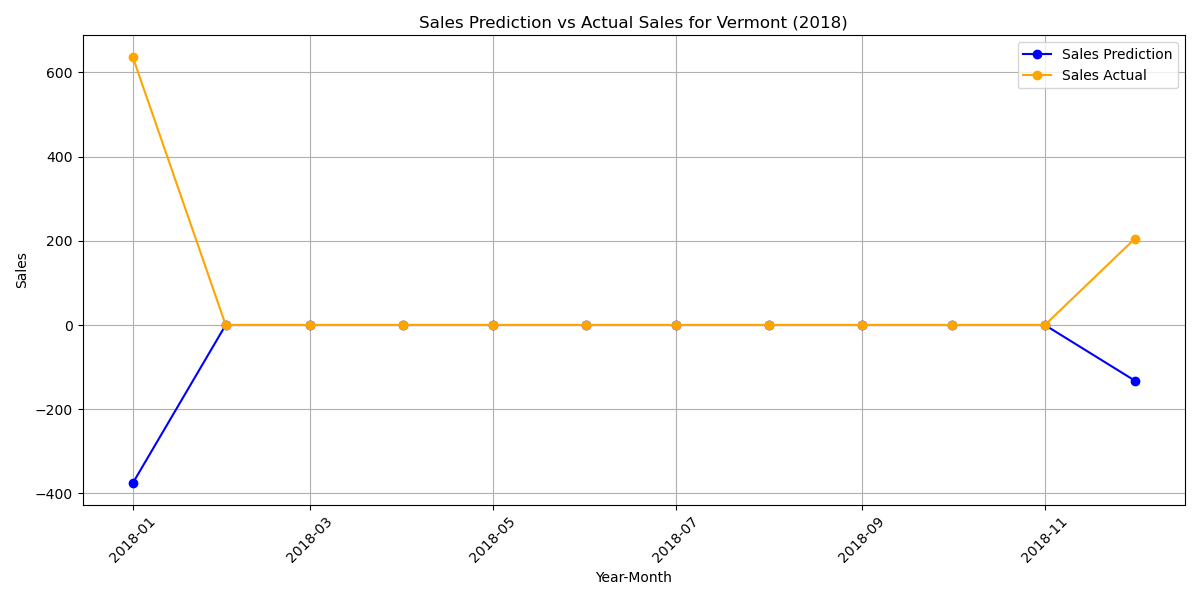 Sales Prediction vs Actual Sales for Vermont (2018)
Sales Prediction
Sales Actual
600
400
200
0
−200
−400
Sales
2018-01
2018-03
2018-05
2018-07
2018-09
2018-11
Year-Month